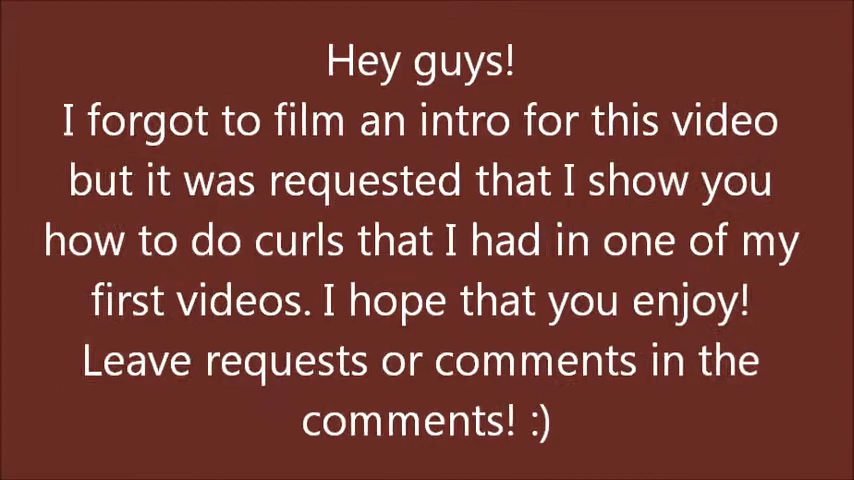 Hey guys!
I forgot to film an intro for this video
but it was requested that I show you
how to do curls that I had in one of my
first videos. I hope that you enjoy!
Leave requests or comments in the
comments! :)